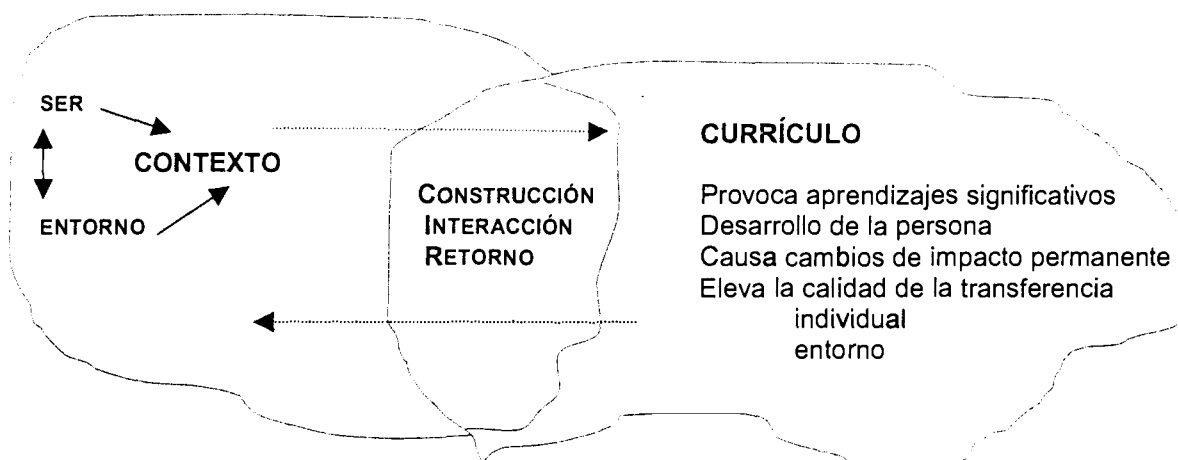 SER
CONTEXTO
ENTORNO
CONSTRUCCIÓN
INTERACCIÓN
RETORNO
CURRÍCULO
Provoca aprendizajes significativos
Desarrollo de la persona
Causa cambios de impacto permanente
Eleva la calidad de la transferencia
individual
entorno